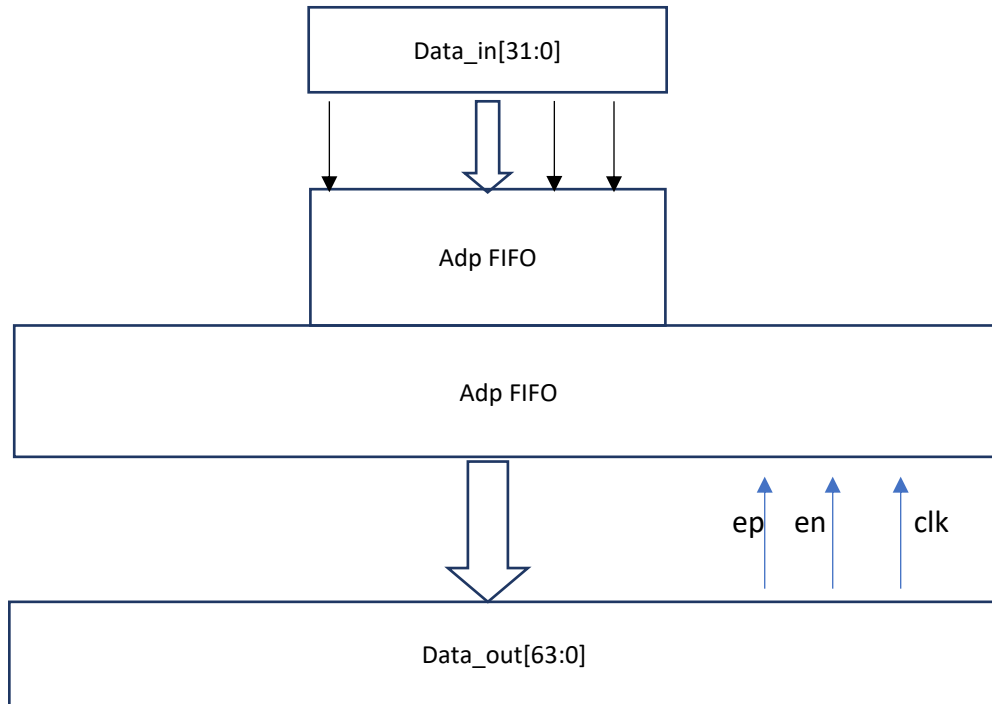 Data_in[31:0]
Adp FIFO
Adp FIFO
ep en clk
Data_out[63:0]